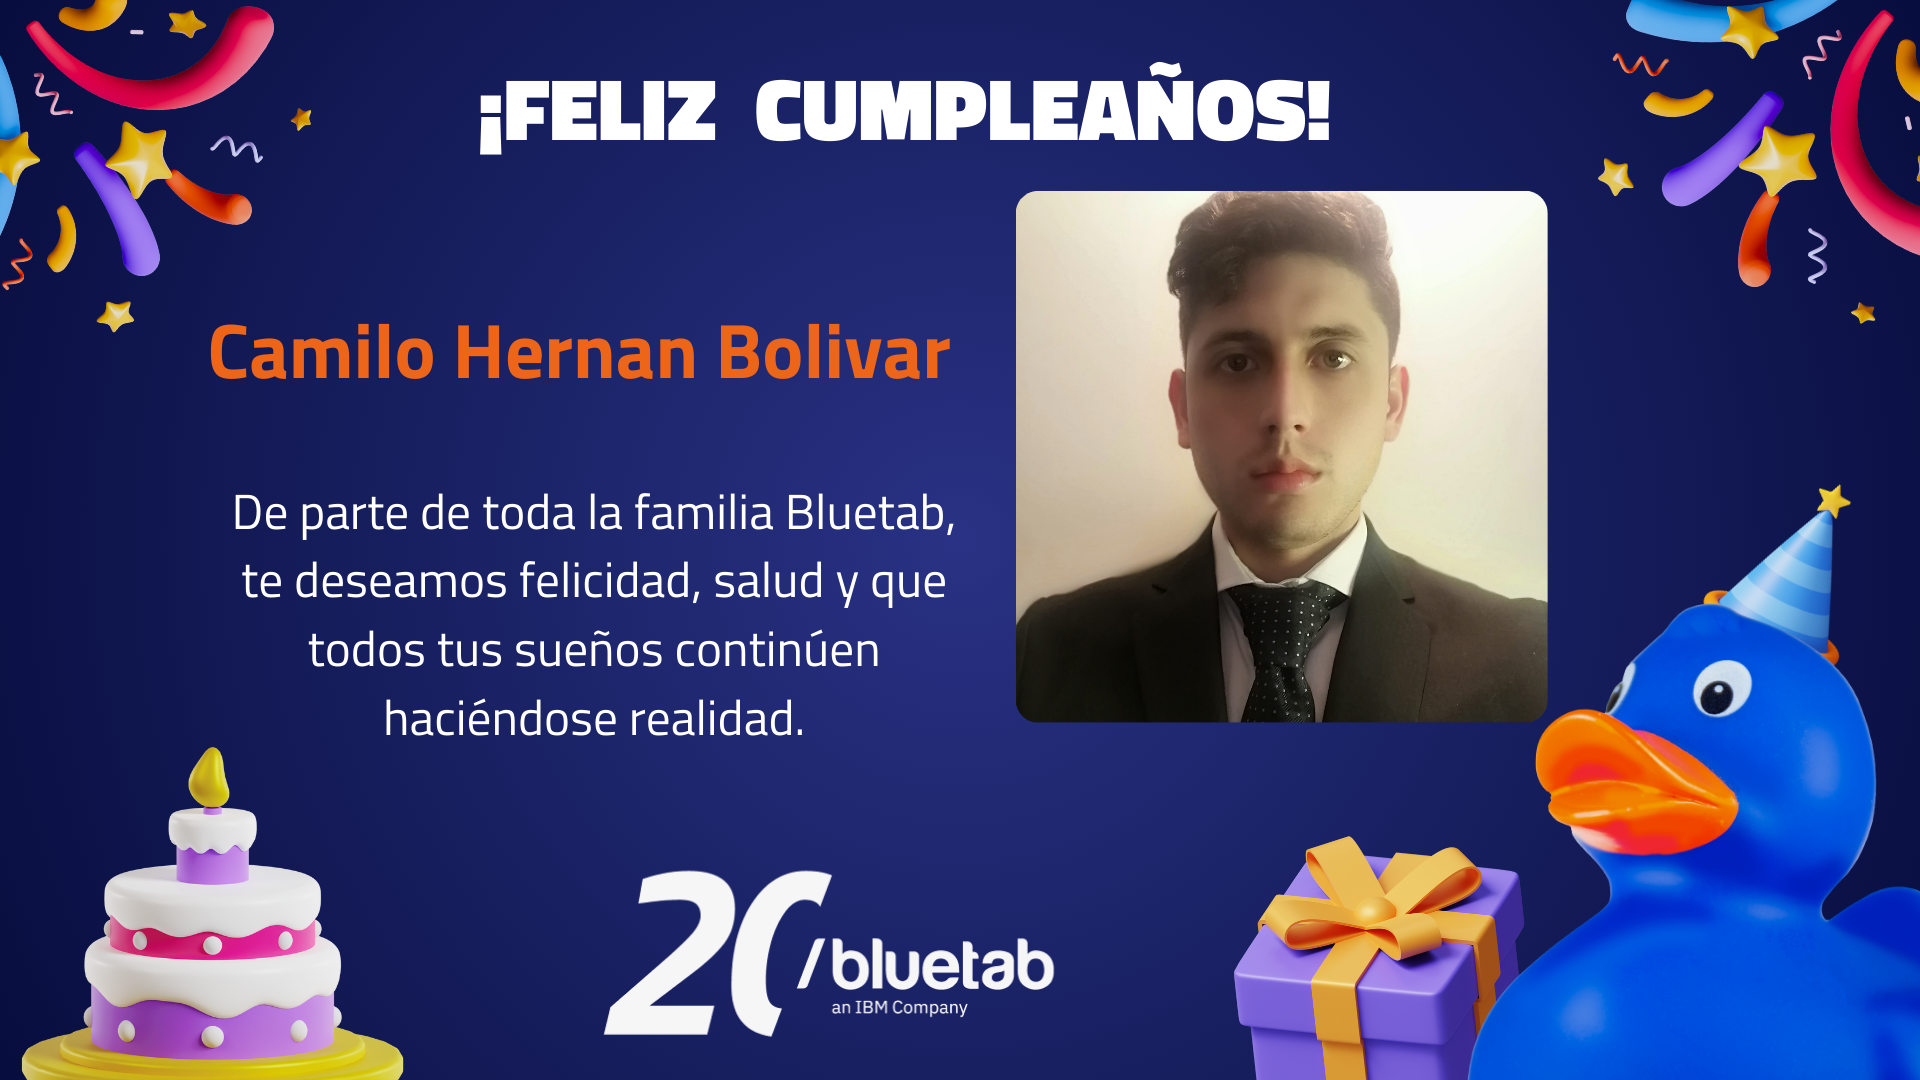 ¡FELIZ CUMPLEAÑOS!
Camilo Hernan Bolivar
De parte de toda la familia Bluetab,
te deseamos felicidad, salud y que
todos tus sueños continúen
haciéndose realidad.
20/bluetab
an IBM Company